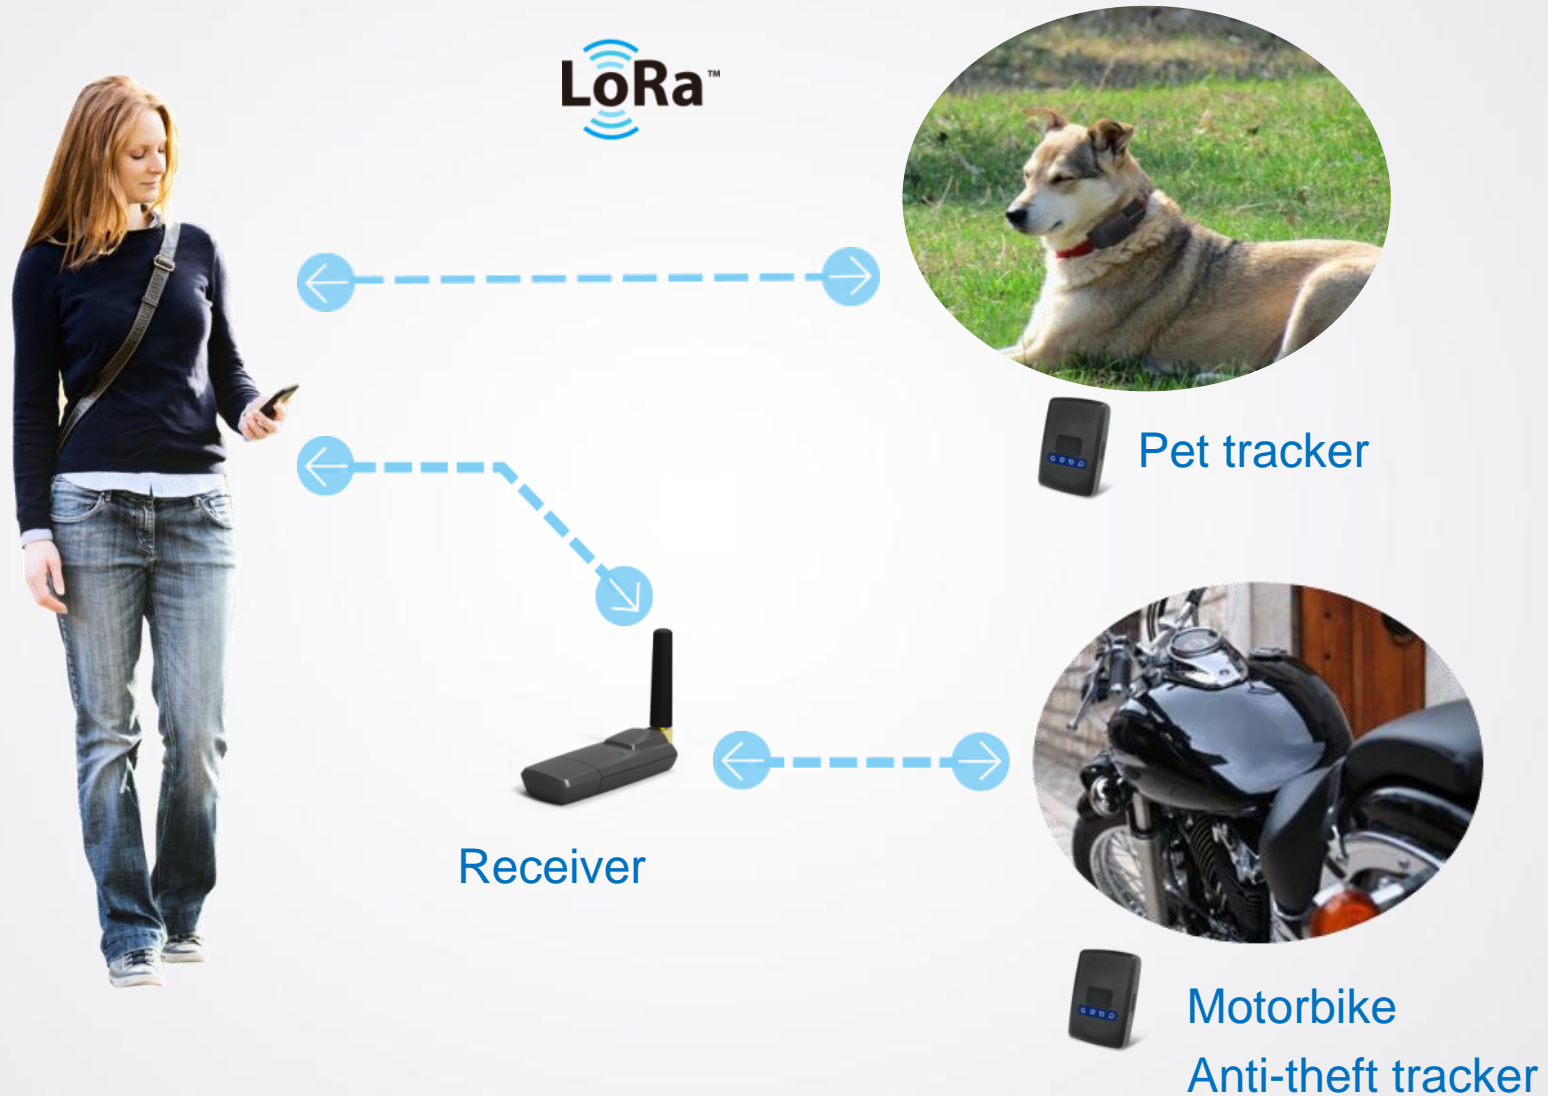 LoRa™
Pet tracker
Receiver
Motorbike
Anti-theft tracker